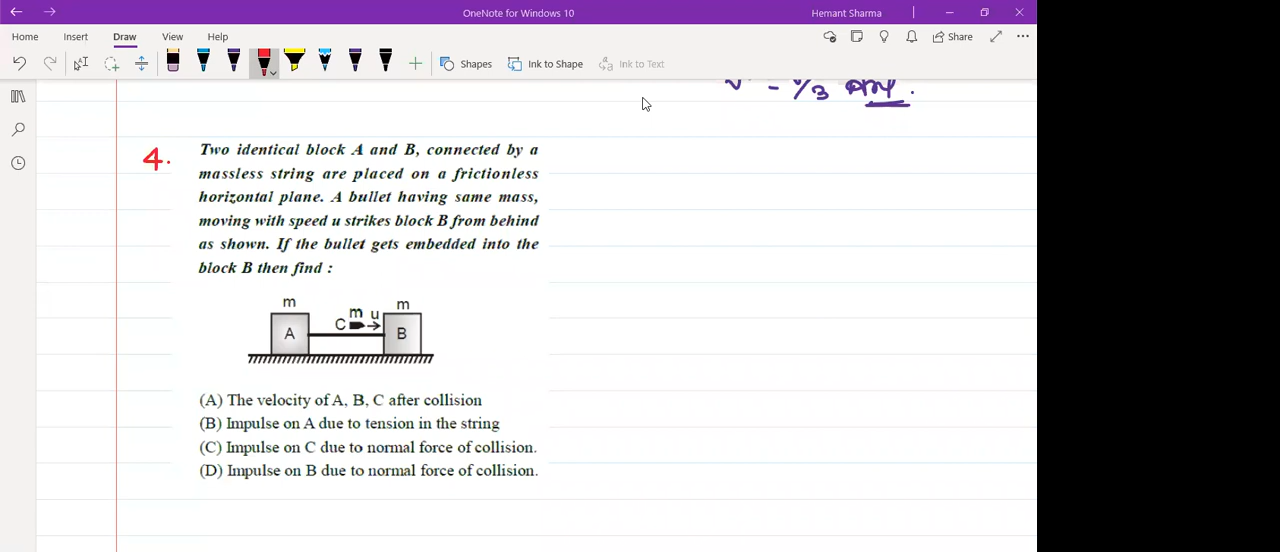 OneNote for Windows 10
Hemant Sharma
Home Insert Draw View Help
Share
Shapes
Ink to Shape
Ink to Text
4.
Two identical block A and B, connected by a
massless string are placed on a frictionless
horizontal plane. A bullet having same mass,
moving with speed u strikes block B from behind
as shown. If the bullet gets embedded into the
block B then find :
m m u m
A C B
(A) The velocity of A, B, C after collision
(B) Impulse on A due to tension in the string
(C) Impulse on C due to normal force of collision.
(D) Impulse on B due to normal force of collision.